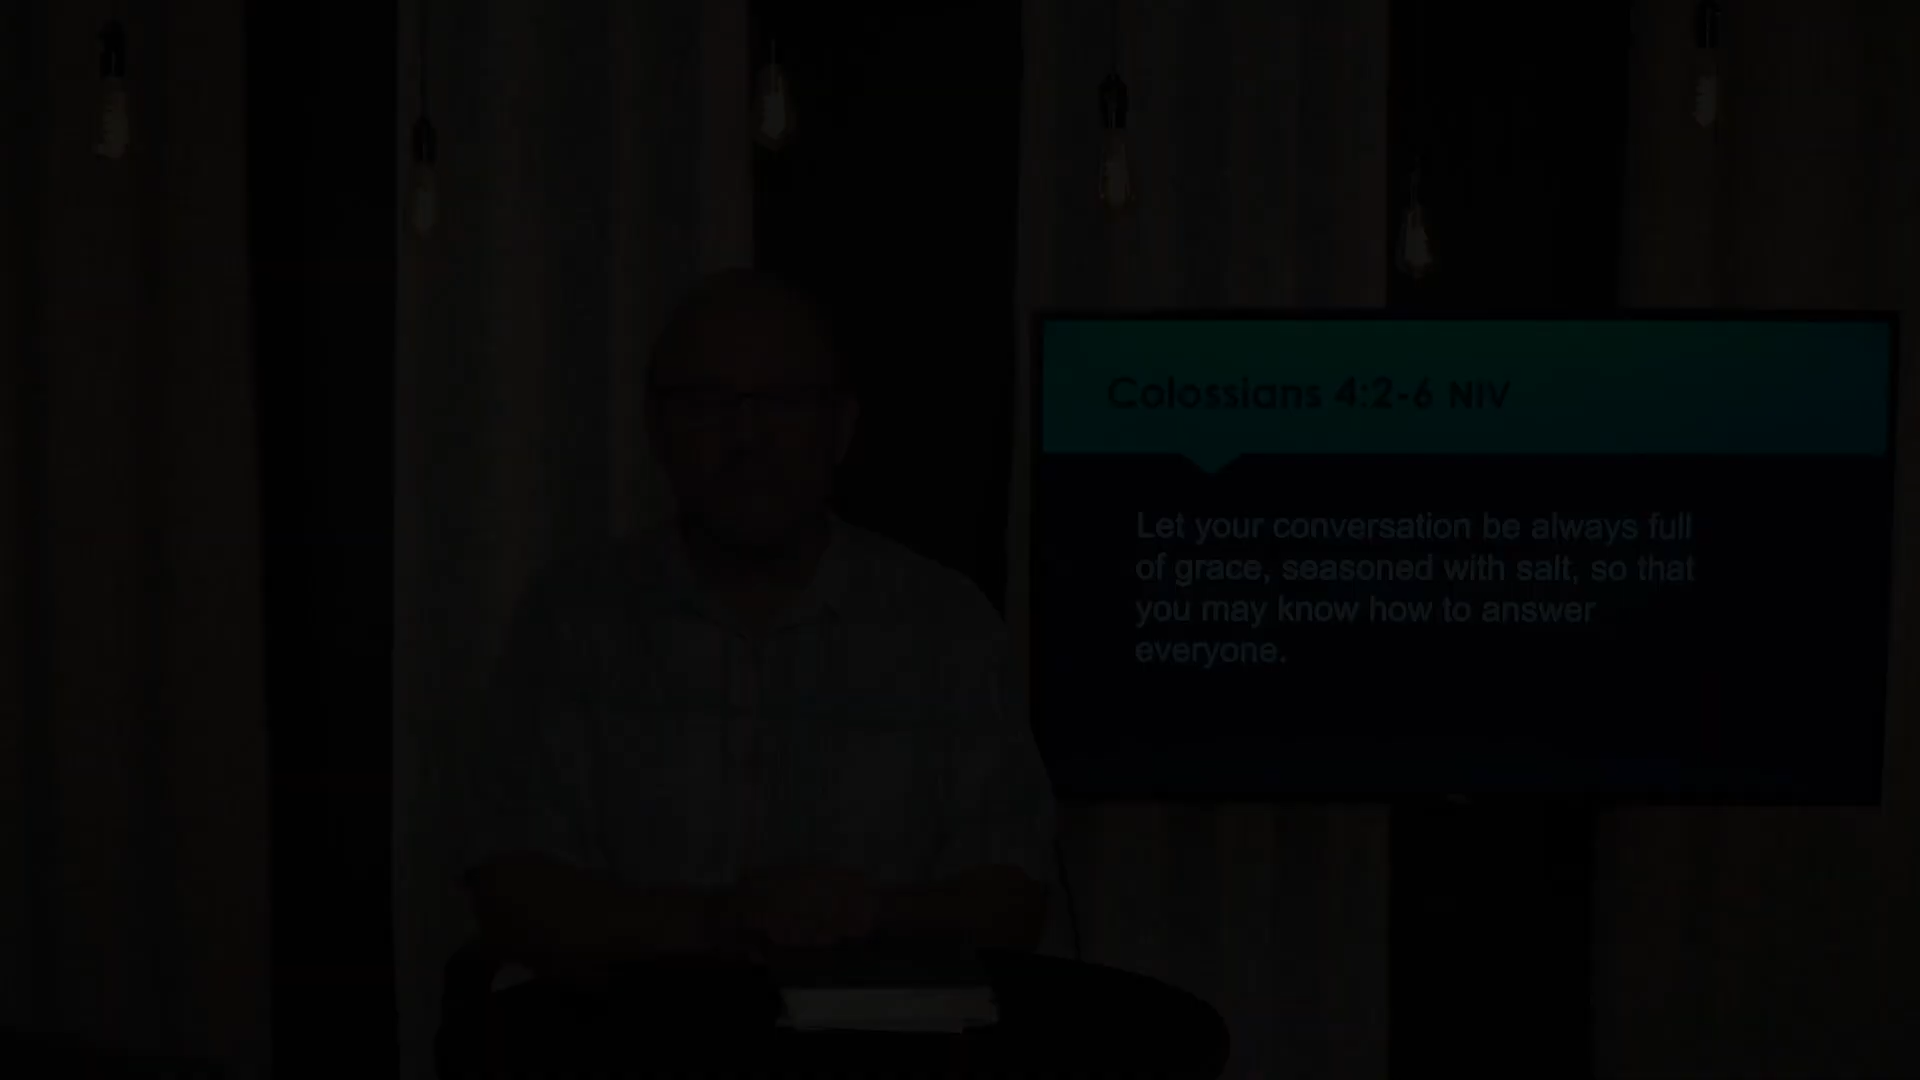 Colossians 4:2-6 NIV
Let your conversation be always full
of grace, seasoned with salt, so that
you may know how to answer
everyone.